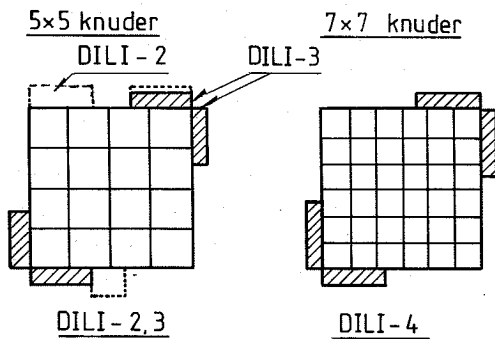 5×5 knuder
7×7 knuder
DILI-2
DILI-3
DILI-2,3
DILI-4